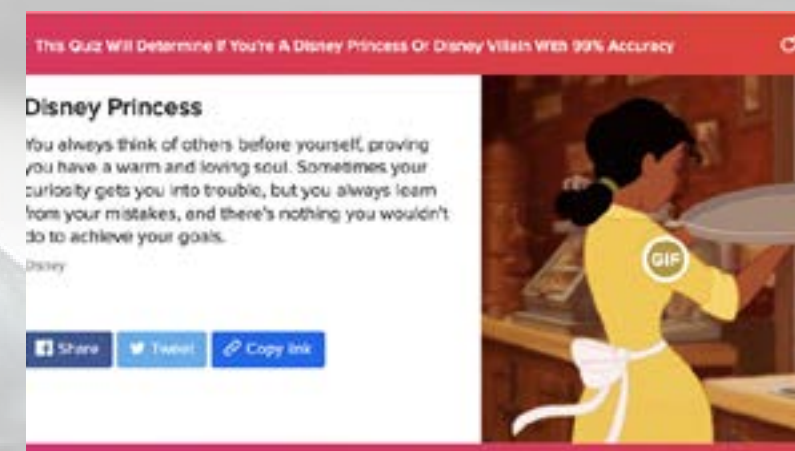 This Quiz Will Determine If You're A Disney Princess Or Disney Villain With 99% Accuracy
Disney Princess
You always think of others before yourself, proving
you have a warm and loving soul. Sometimes your
curiosity gets you into trouble, but you always learn
from your mistakes, and there's nothing you wouldn't
do to achieve your goals.
Disney
GIF
Share
Tweet
Copy link